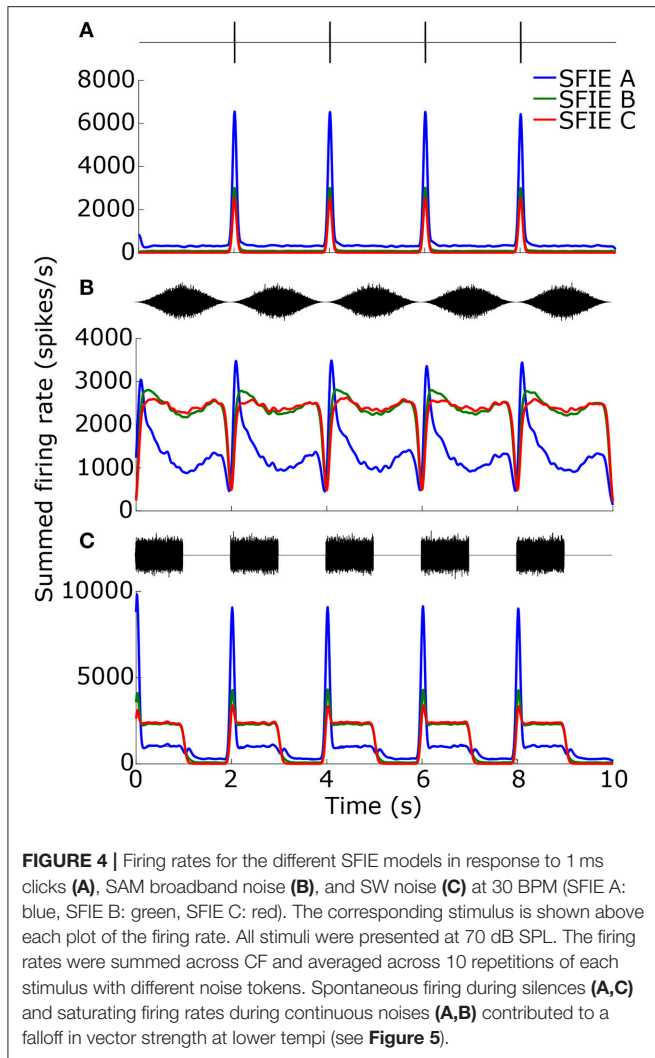 A
8000
6000
4000
2000
0
SFIE A
SFIE B
SFIE C
B
4000
3000
2000
1000
0
Summed firing rate (spikes/s)
C
10000
5000
0
0 2 4 6 8 10
Time (s)
FIGURE 4 | Firing rates for the different SFIE models in response to 1 ms
clicks (A), SAM broadband noise (B), and SW noise (C) at 30 BPM (SFIE A:
blue, SFIE B: green, SFIE C: red). The corresponding stimulus is shown above
each plot of the firing rate. All stimuli were presented at 70 dB SPL. The firing
rates were summed across CF and averaged across 10 repetitions of each
stimulus with different noise tokens. Spontaneous firing during silences (A,C)
and saturating firing rates during continuous noises (A,B) contributed to a
falloff in vector strength at lower tempi (see Figure 5).